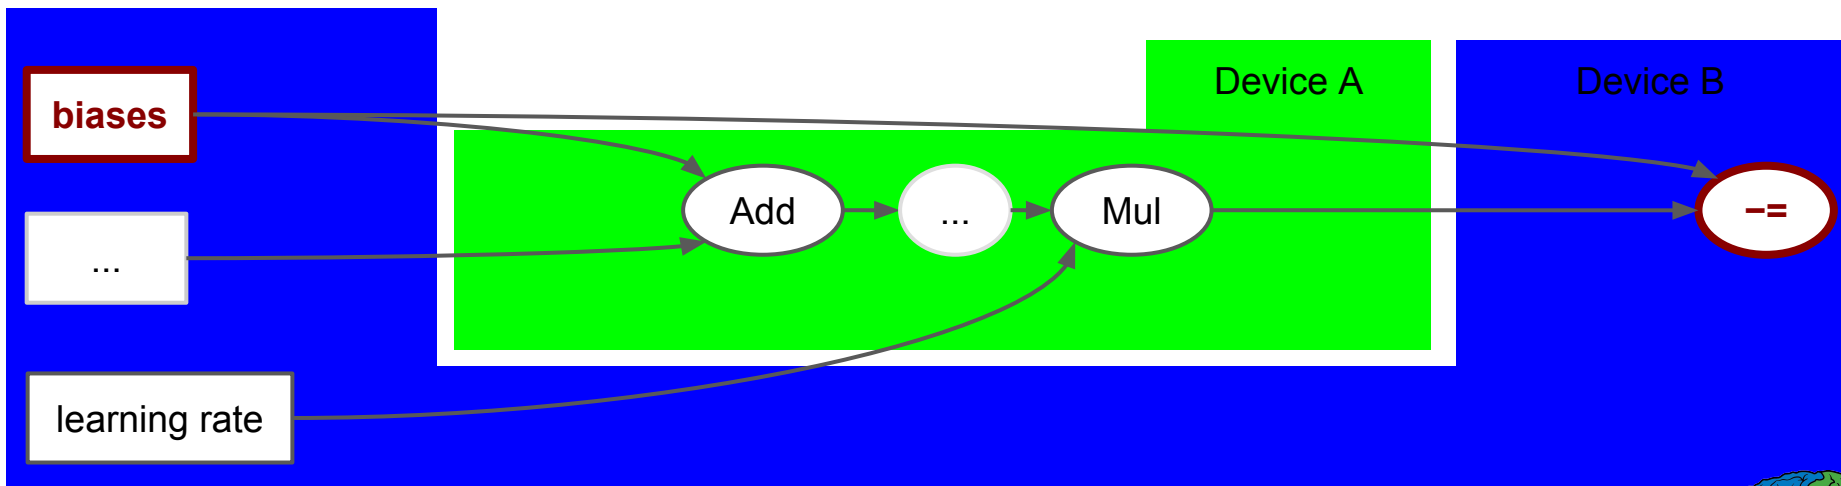 Device A
Device B
biases
Add
...
Mul
−=
...
learning rate